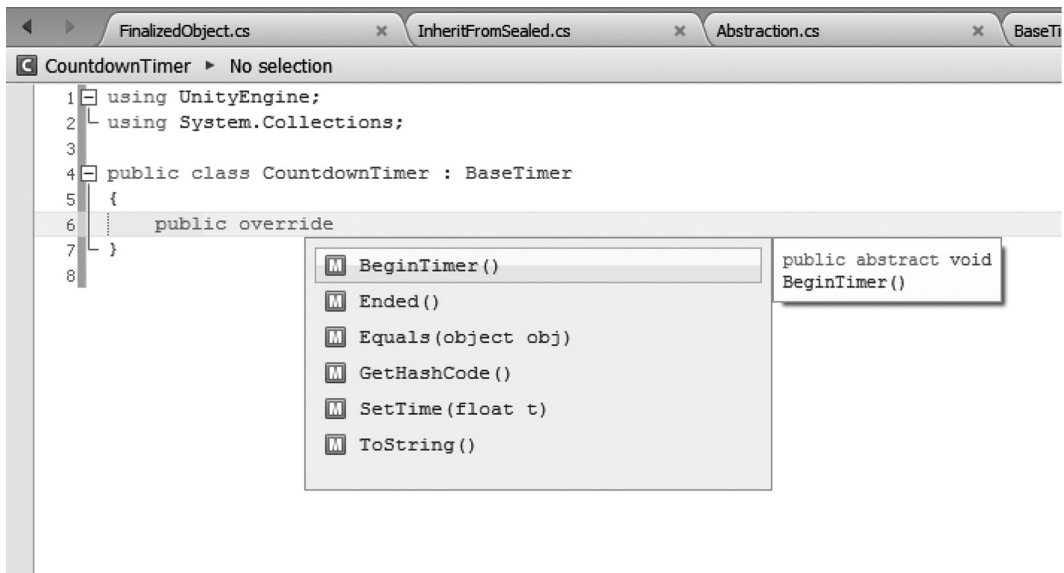 FinalizedObject.cs × InheritFromSealed.cs × Abstraction.cs × BaseTi
C CountdownTimer ▸ No selection
1 using UnityEngine;
2 using System.Collections;
3
4 public class CountdownTimer : BaseTimer
5 {
6 public override
7 }
8
M BeginTimer()
M Ended()
M Equals(object obj)
M GetHashCode()
M SetTime(float t)
M ToString()
public abstract void
BeginTimer()